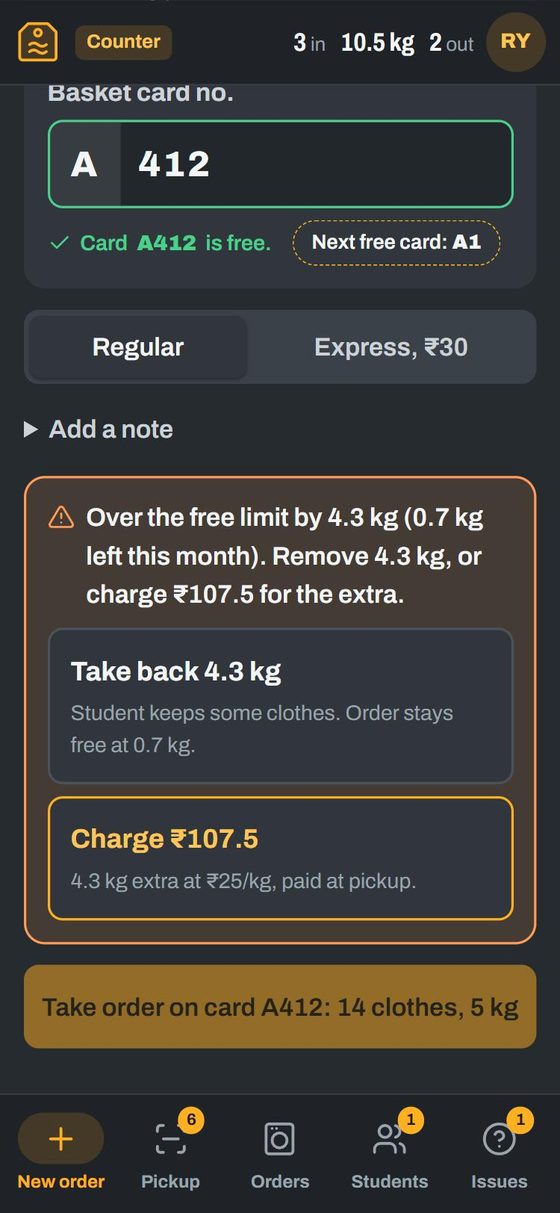 Counter
3 in 10.5 kg 2 out
RY
Basket card no.
A 412
Card A412 is free.
Next free card: A1
Regular
Express, ₹30
Add a note
Over the free limit by 4.3 kg (0.7 kg
left this month). Remove 4.3 kg, or
charge ₹107.5 for the extra.
Take back 4.3 kg
Student keeps some clothes. Order stays
free at 0.7 kg.
Charge ₹107.5
4.3 kg extra at ₹25/kg, paid at pickup.
Take order on card A412: 14 clothes, 5 kg
6
1
1
New order
Pickup
Orders
Students
Issues